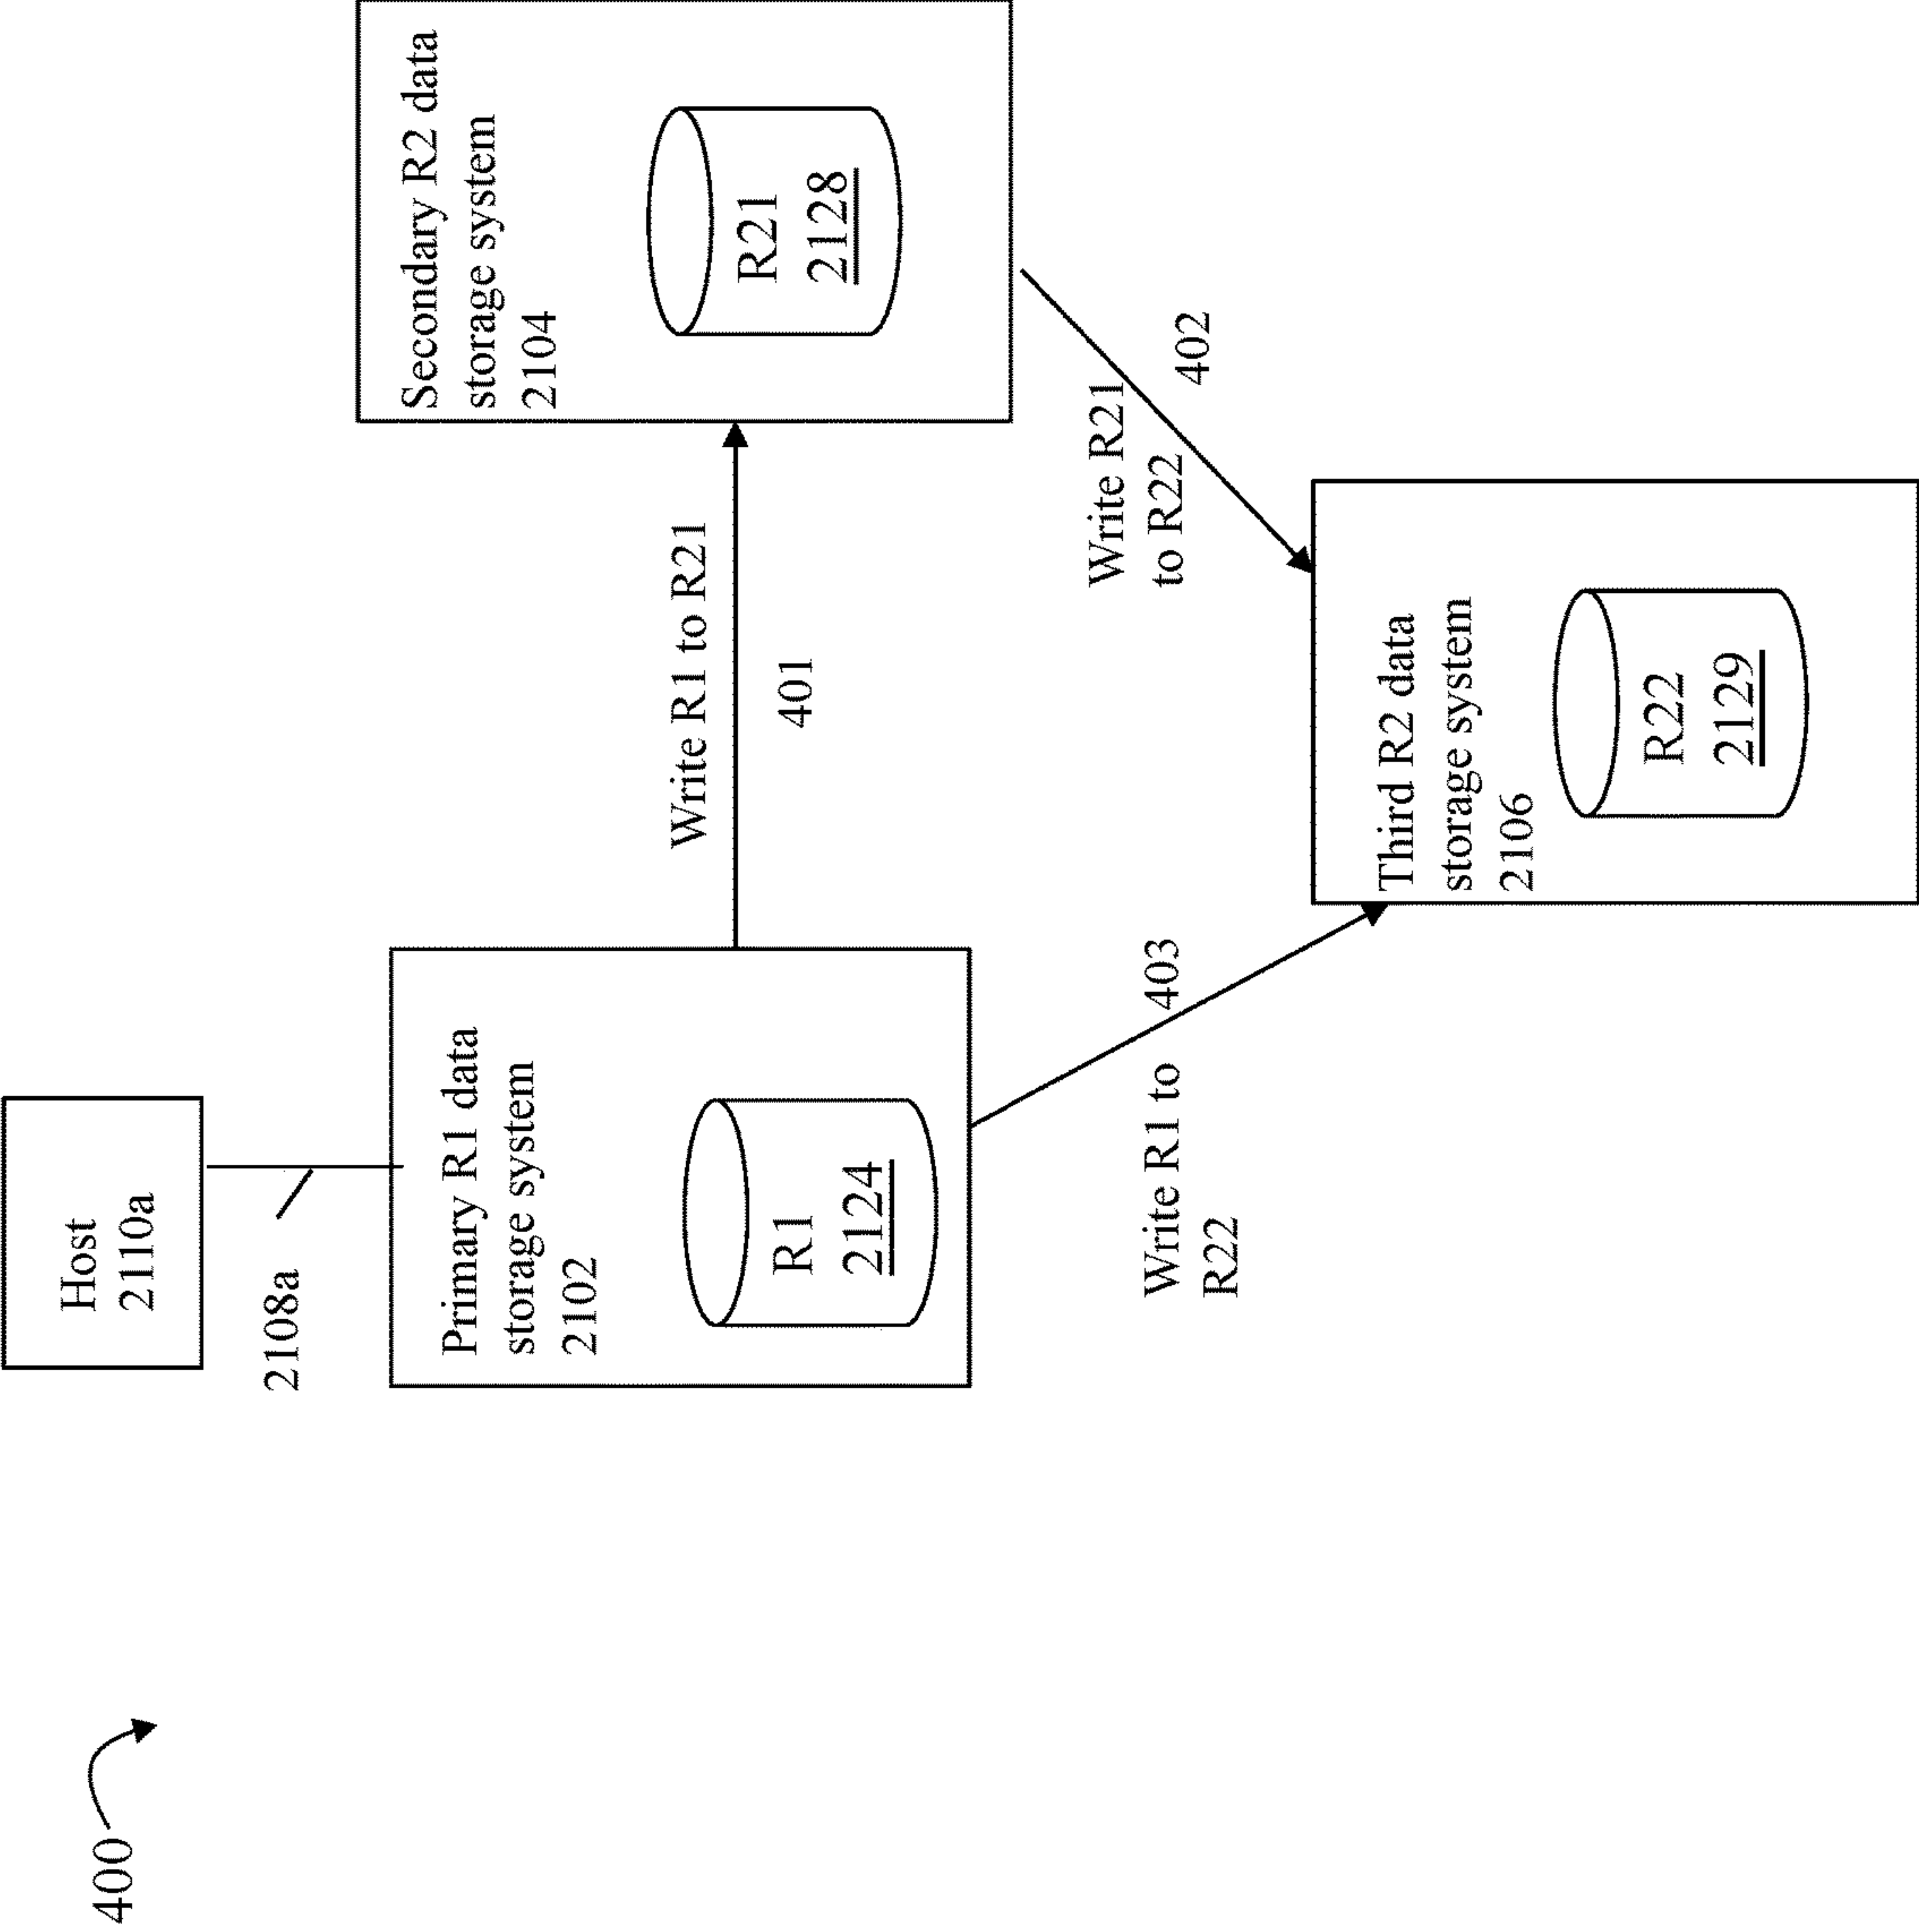 400
Host
2110a
2108a
Primary R1 data
storage system
2102
R1
2124
Write R1 to R21
401
Secondary R2 data
storage system
2104
R21
2128
Write R1 to
R22
403
Write R21
to R22
402
Third R2 data
storage system
2106
R22
2129